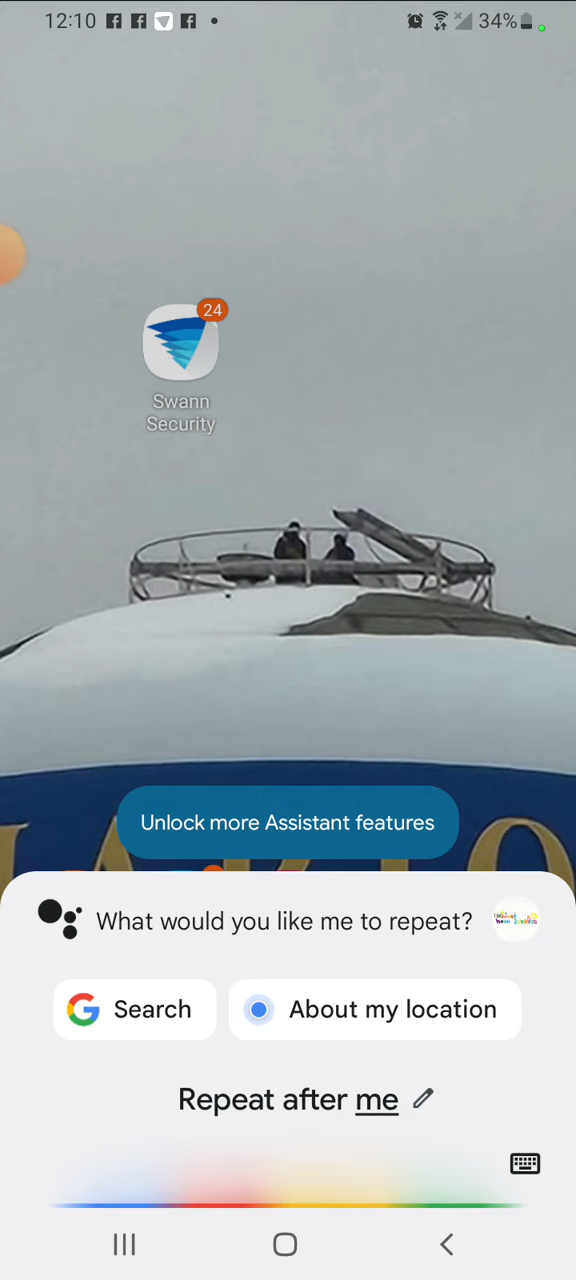 12:10
34%
24
Swann
Security
Unlock more Assistant features
What would you like me to repeat?
Search
About my location
Repeat after me